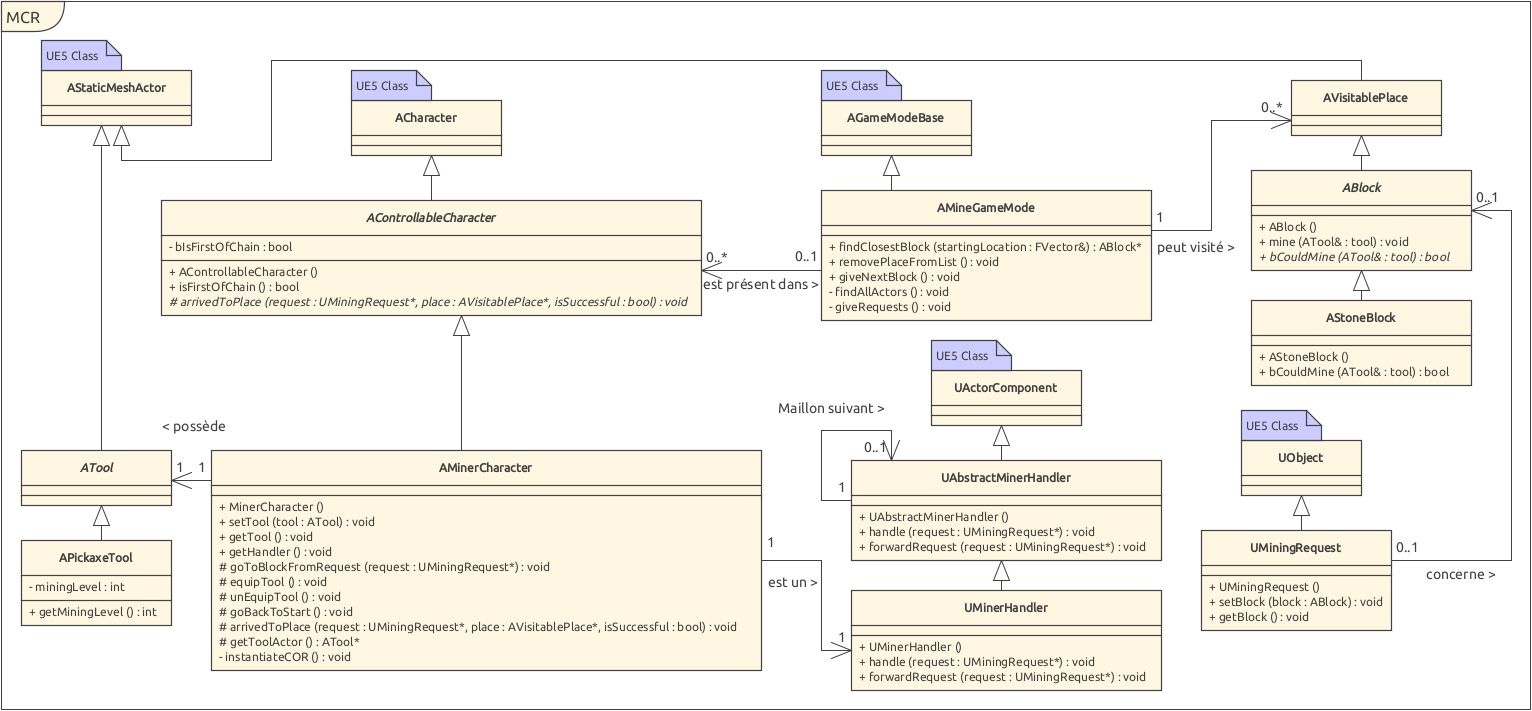 MCR
UE5 Class
AStaticMeshActor
UE5 Class
ACharacter
UE5 Class
AGameModeBase
AVisitablePlace
0..*
AControllableCharacter
- bIsFirstOfChain : bool
+ AControllableCharacter ()
+ isFirstOfChain () : bool
# arrivedToPlace (request : UMiningRequest*, place : AVisitablePlace*, isSuccessful : bool) : void
0..*
0..1
est présent dans >
AMineGameMode
+ findClosestBlock (startingLocation : FVector&) : ABlock*
+ removePlaceFromList () : void
+ giveNextBlock () : void
- findAllActors () : void
- giveRequests () : void
1
peut visité >
ABlock
+ ABlock ()
+ mine (ATool& : tool) : void
+ bCouldMine (ATool& : tool) : bool
0..1
AStoneBlock
+ AStoneBlock ()
+ bCouldMine (ATool& : tool) : bool
UE5 Class
UActorComponent
Maillon suivant >
0..1
1
UAbstractMinerHandler
+ UAbstractMinerHandler ()
+ handle (request : UMiningRequest*) : void
+ forwardRequest (request : UMiningRequest*) : void
UE5 Class
UObject
UMiningRequest
+ UMiningRequest ()
+ setBlock (block : ABlock) : void
+ getBlock () : void
0..1
concerne >
< possède
ATool
1
1
APickaxeTool
- miningLevel : int
+ getMiningLevel () : int
AMinerCharacter
+ MinerCharacter ()
+ setTool (tool : ATool) : void
+ getTool () : void
+ getHandler () : void
# goToBlockFromRequest (request : UMiningRequest*) : void
# equipTool () : void
# unEquipTool () : void
# goBackToStart () : void
# arrivedToPlace (request : UMiningRequest*, place : AVisitablePlace*, isSuccessful : bool) : void
# getToolActor () : ATool*
- instantiateCOR () : void
1
est un >
1
UMinerHandler
+ UMinerHandler ()
+ handle (request : UMiningRequest*) : void
+ forwardRequest (request : UMiningRequest*) : void